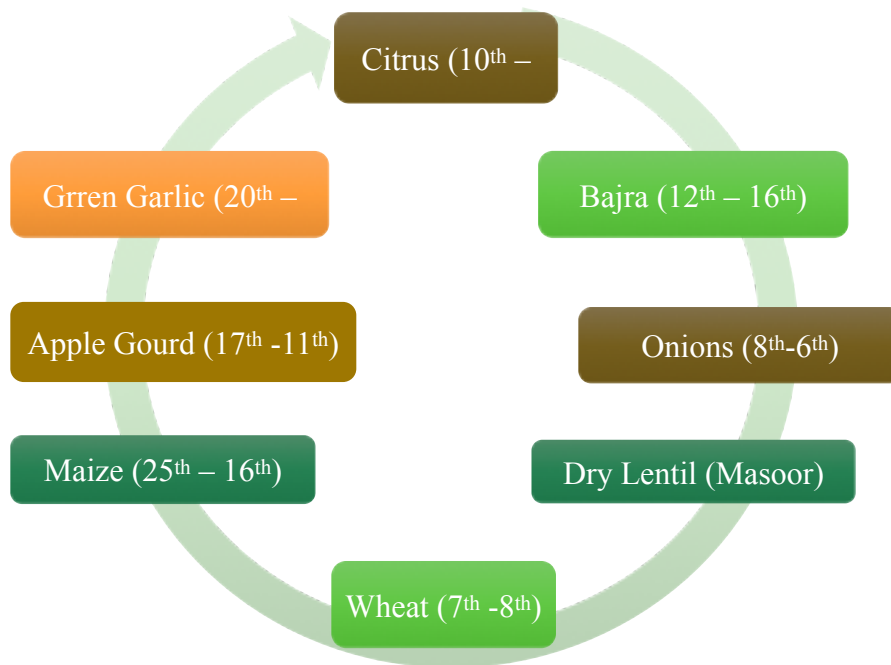 Citrus (10th –
Bajra (12th – 16th)
Onions (8th-6th)
Dry Lentil (Masoor)
Wheat (7th -8th)
Maize (25th – 16th)
Apple Gourd (17th -11th)
Grren Garlic (20th –